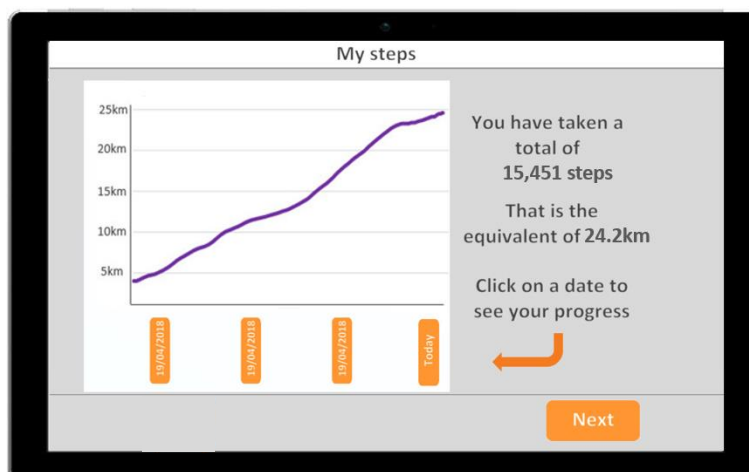 My steps
25km
20km
15km
10km
5km
19/04/2018
19/04/2018
19/04/2018
Today
You have taken a
total of
15,451 steps
That is the
equivalent of 24.2km
Click on a date to
see your progress
Next